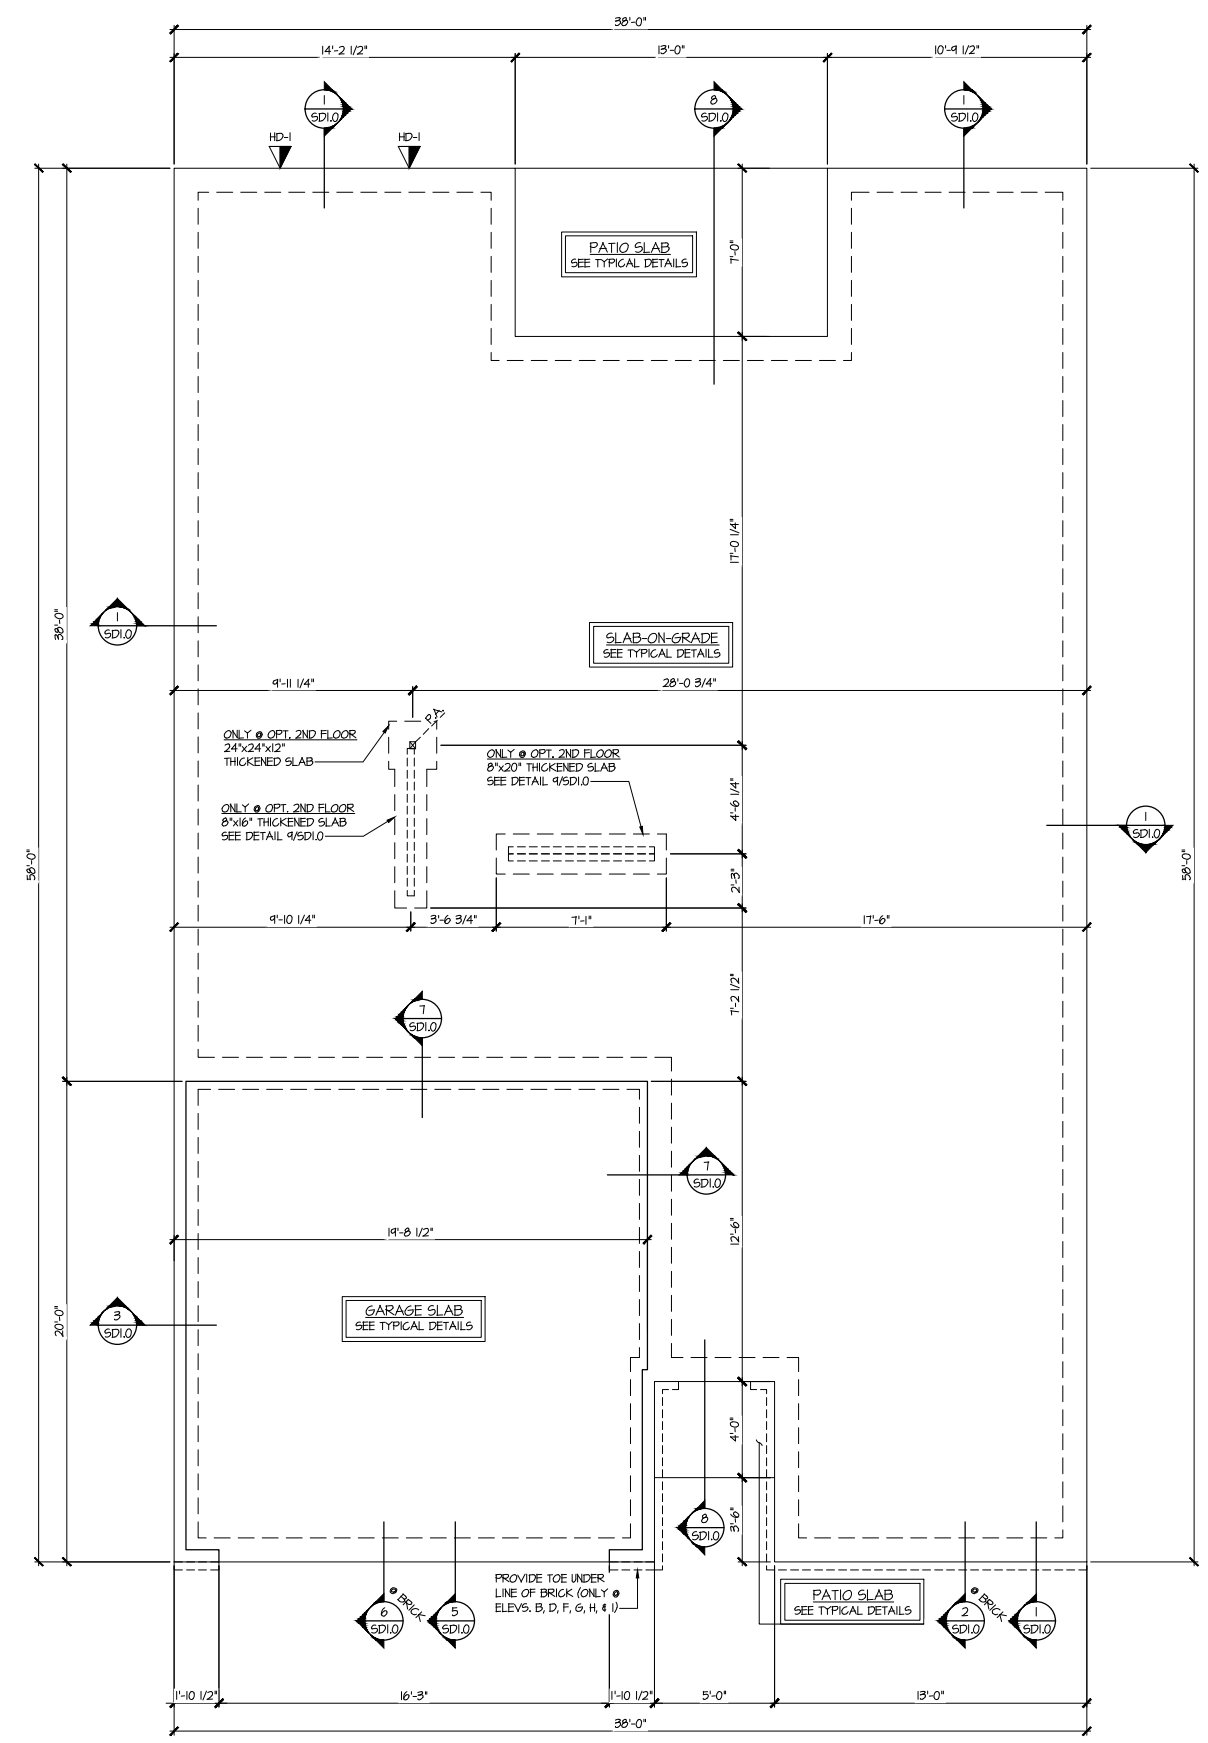 38'-0"
14'-2 1/2"
13'-0"
10'-9 1/2"
1
SD1.0
8
SD1.0
1
SD1.0
HD-1
HD-1
PATIO SLAB
SEE TYPICAL DETAILS
7'-0"
17'-0 1/4"
38'-0"
1
SD1.0
SLAB-ON-GRADE
SEE TYPICAL DETAILS
9'-11 1/4"
28'-0 3/4"
P.A.
ONLY @ OPT. 2ND FLOOR
24"x24"x12"
THICKENED SLAB
ONLY @ OPT. 2ND FLOOR
8"x20" THICKENED SLAB
SEE DETAIL 9/SD1.0
ONLY @ OPT. 2ND FLOOR
8"x16" THICKENED SLAB
SEE DETAIL 9/SD1.0
4'-6 1/4"
1
SD1.0
58'-0"
2'-3"
58'-0"
9'-10 1/4"
3'-6 3/4"
7'-1"
17'-6"
7'-2 1/2"
7
SD1.0
7
SD1.0
19'-8 1/2"
12'-6"
GARAGE SLAB
SEE TYPICAL DETAILS
20'-0"
3
SD1.0
4'-0"
8
SD1.0
3'-6"
PROVIDE TOE UNDER
LINE OF BRICK (ONLY @
ELEVS. B, D, F, G, H, & I)
PATIO SLAB
SEE TYPICAL DETAILS
6
SD1.0
@ BRICK
5
SD1.0
2
SD1.0
@ BRICK
1
SD1.0
1'-10 1/2"
16'-3"
1'-10 1/2"
5'-0"
13'-0"
38'-0"